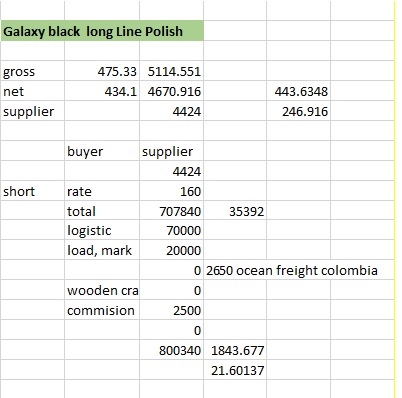 Galaxy black  long Line Polish
gross 475.33 5114.551
net 434.1 4670.916 443.6348
supplier 4424 246.916
buyer supplier
4424
short rate 160
total 707840 35392
logistic 70000
load, mark 20000
0 2650 ocean freight colombia
wooden cra 0
commision 2500
0
800340 1843.677
21.60137